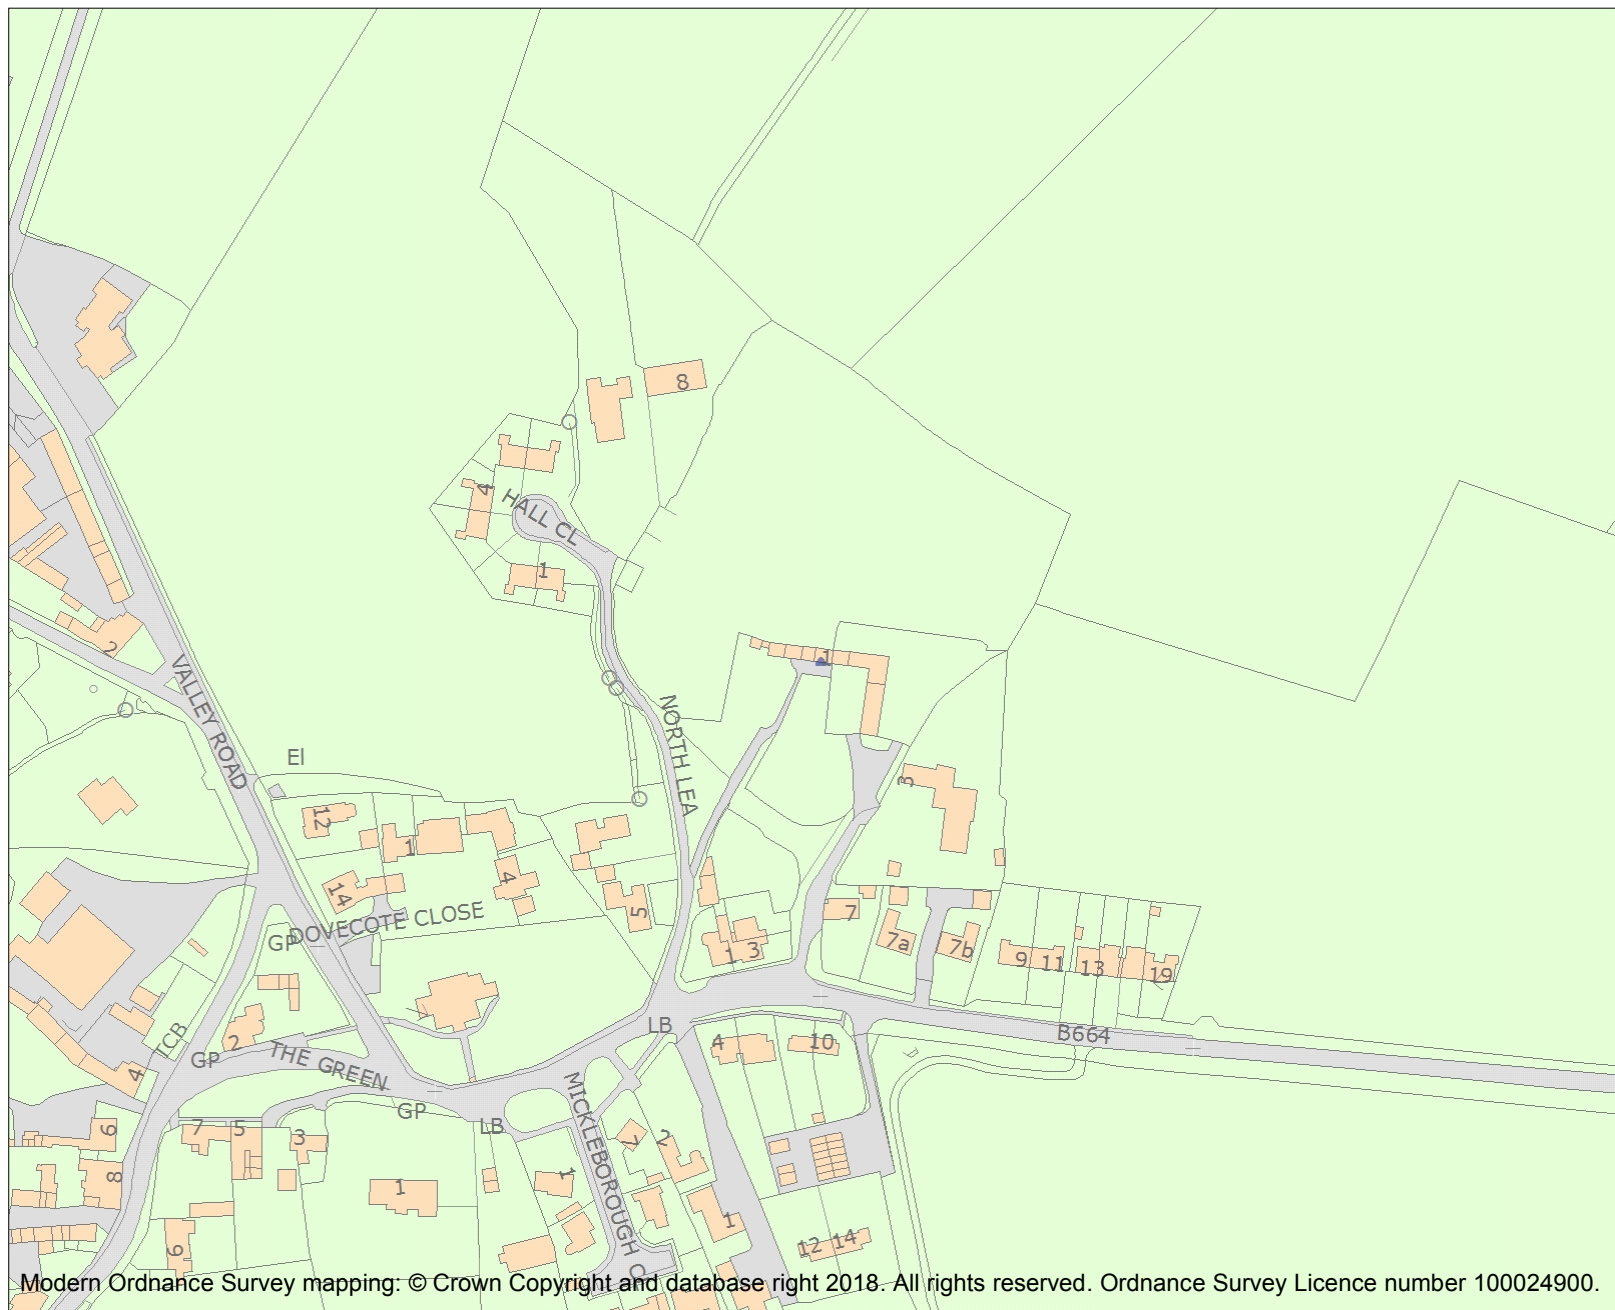 8
4
HALL CL
1
2
1
VALLEY ROAD
NORTH LEA
El
3
12
1
4
14
5
DOVECOTE CLOSE
GP
7
7a
7b
1 3
9 11
13
19
LB
B664
TCB
2
GP
THE GREEN
4
10
4
GP
LB
MICKLEBOROUGH CL
6
7 5
3
7
2
8
1
1
1
9
12 14
Modern Ordnance Survey mapping: © Crown Copyright and database right 2018. All rights reserved. Ordnance Survey Licence number 100024900.